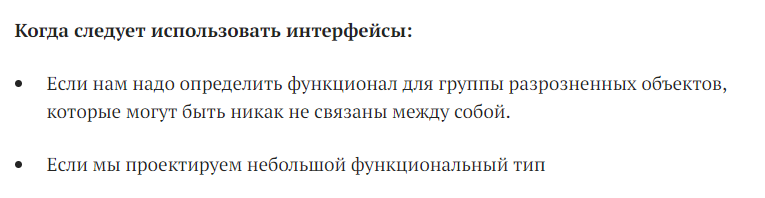 Когда следует использовать интерфейсы:
• Если нам надо определить функционал для группы разрозненных объектов,
которые могут быть никак не связаны между собой.
• Если мы проектируем небольшой функциональный тип